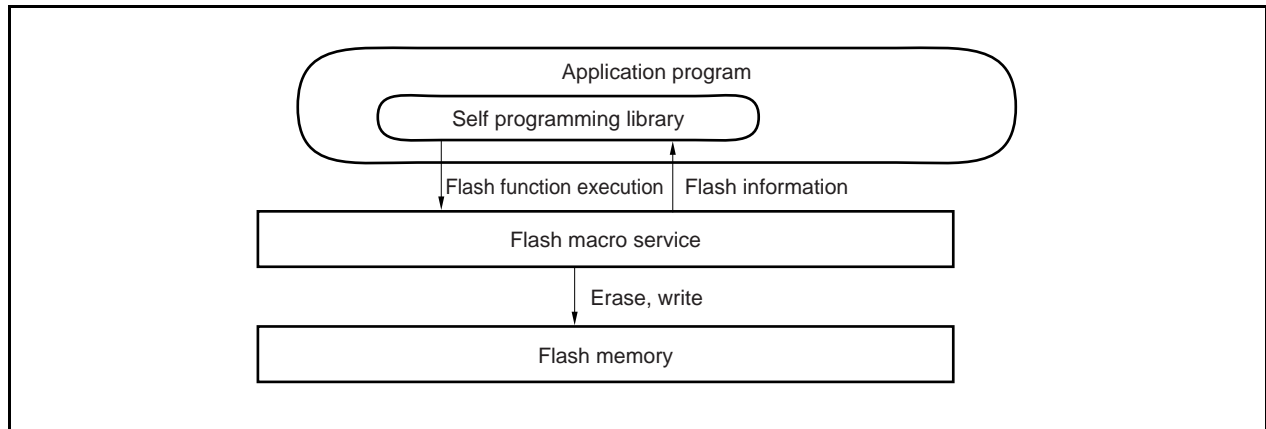 Application program
Self programming library
Flash function execution
Flash information
Flash macro service
Erase, write
Flash memory